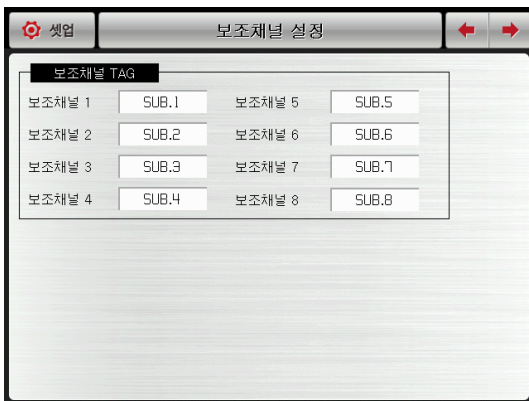 셋업 보조채널 설정
보조채널 TAG
보조채널 1 SUB.1 보조채널 5 SUB.5
보조채널 2 SUB.2 보조채널 6 SUB.6
보조채널 3 SUB.3 보조채널 7 SUB.7
보조채널 4 SUB.4 보조채널 8 SUB.8